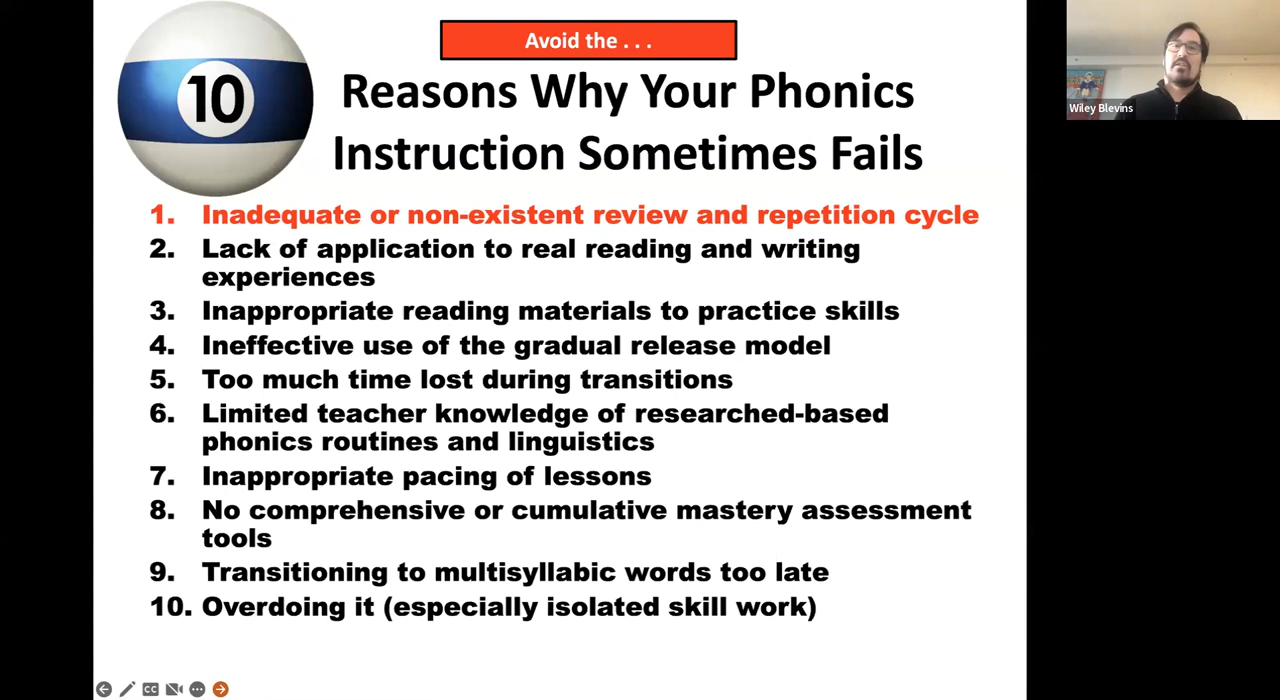 10
Avoid the . . .
Reasons Why Your Phonics
Instruction Sometimes Fails
Wiley Blevins
1. Inadequate or non-existent review and repetition cycle
2. Lack of application to real reading and writing
experiences
3. Inappropriate reading materials to practice skills
4. Ineffective use of the gradual release model
5. Too much time lost during transitions
6. Limited teacher knowledge of researched-based
phonics routines and linguistics
7. Inappropriate pacing of lessons
8. No comprehensive or cumulative mastery assessment
tools
9. Transitioning to multisyllabic words too late
10. Overdoing it (especially isolated skill work)
CC